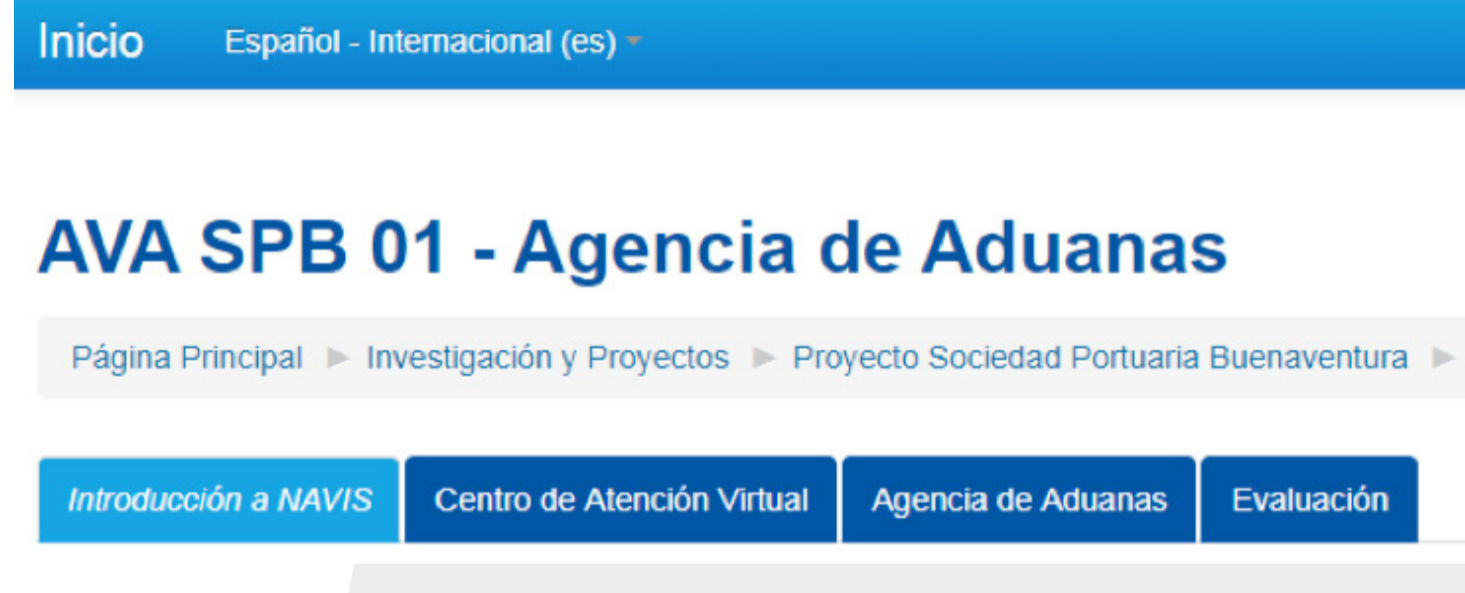 Inicio Español - Internacional (es)
AVA SPB 01 - Agencia de Aduanas
Página Principal ► Investigación y Proyectos ► Proyecto Sociedad Portuaria Buenaventura ►
Introducción a NAVIS Centro de Atención Virtual Agencia de Aduanas Evaluación